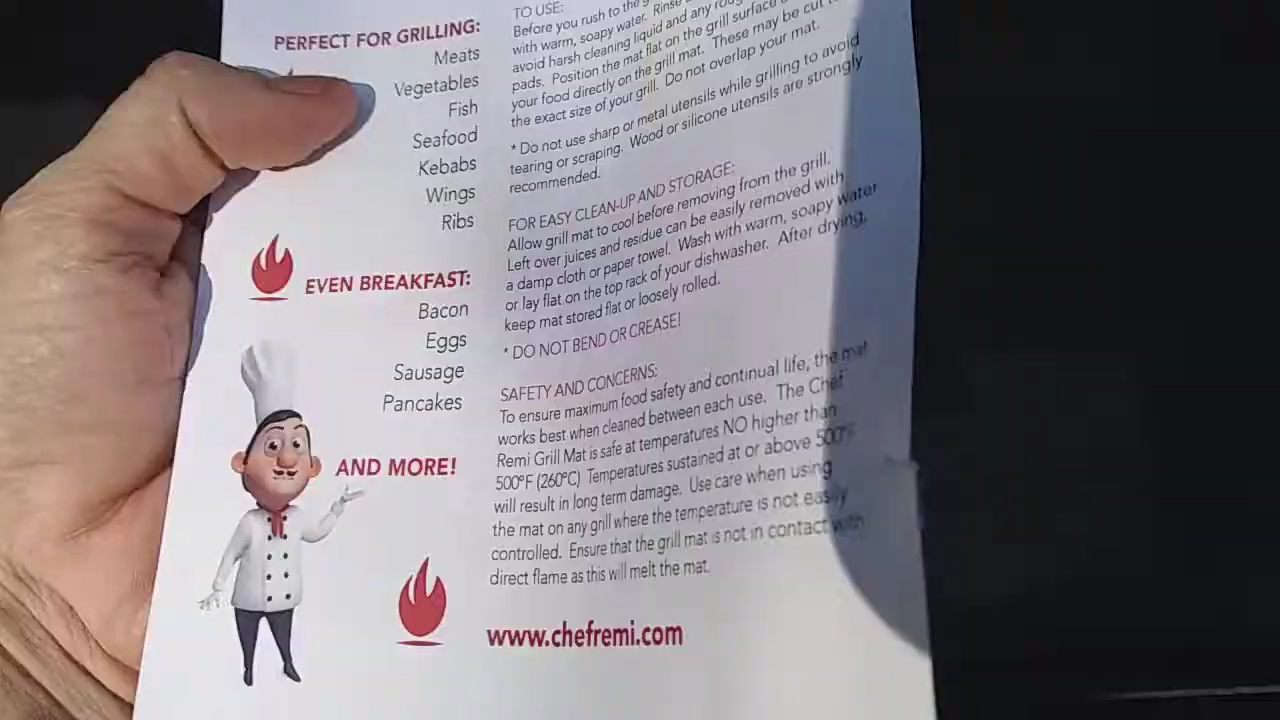 PERFECT FOR GRILLING:
Meats
Vegetables
Fish
Seafood
Kebabs
Wings
Ribs
EVEN BREAKFAST:
Bacon
Eggs
Sausage
Pancakes
AND MORE!
TO USE:
Before you rush to the
with warm, soapy water. Rinse
avoid harsh cleaning liquid and any
pads. Position the mat flat on the grill surface
your food directly on the grill mat. These may be cut
the exact size of your grill. Do not overlap your mat.
* Do not use sharp or metal utensils while grilling to avoid
tearing or scraping. Wood or silicone utensils are strongly
recommended.
FOR EASY CLEAN-UP AND STORAGE:
Allow grill mat to cool before removing from the grill.
Left over juices and residue can be easily removed with
a damp cloth or paper towel. Wash with warm, soapy water
or lay flat on the top rack of your dishwasher. After drying,
keep mat stored flat or loosely rolled.
* DO NOT BEND OR CREASE!
SAFETY AND CONCERNS:
To ensure maximum food safety and continual life, the mat
works best when cleaned between each use. The Chef
Remi Grill Mat is safe at temperatures NO higher than
500°F (260°C) Temperatures sustained at or above 500°F
will result in long term damage. Use care when using
the mat on any grill where the temperature is not easily
controlled. Ensure that the grill mat is not in contact with
direct flame as this will melt the mat.
www.chefremi.com